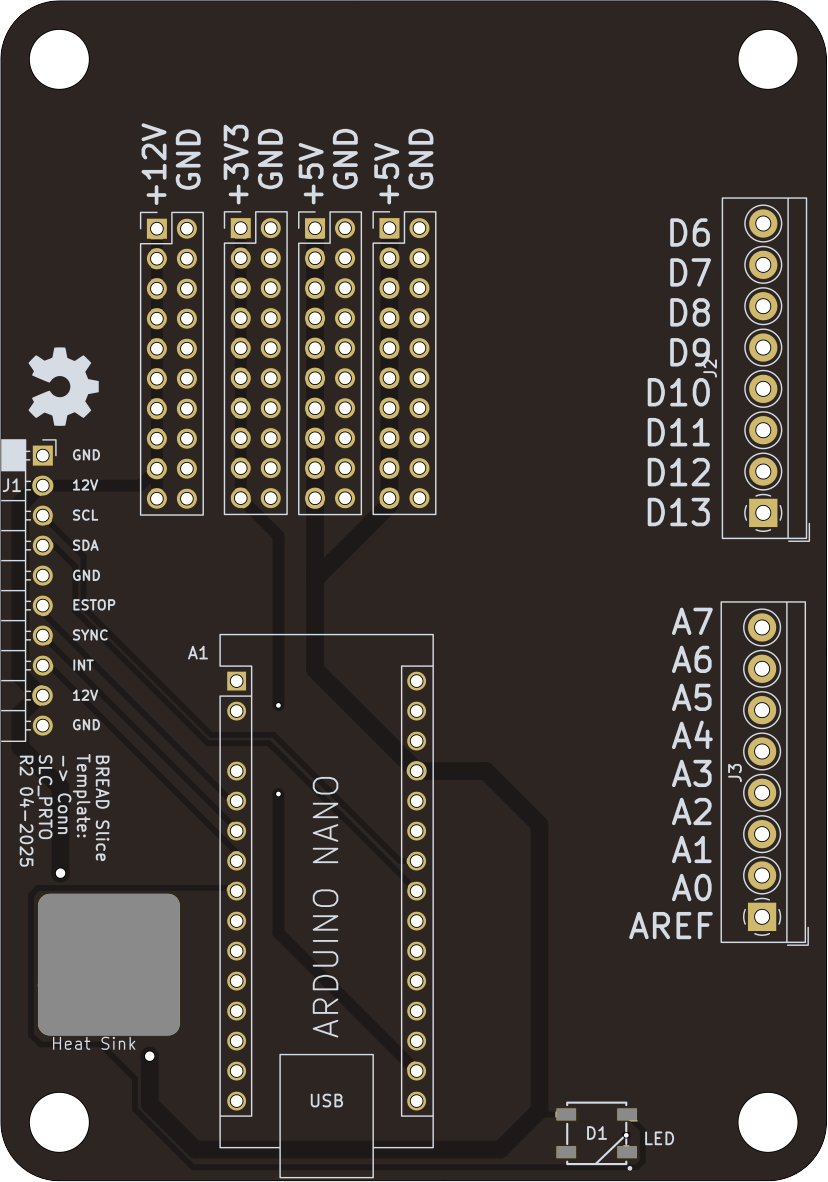 +12V
GND
+3V3
GND
+5V
GND
+5V
GND
D6
D7
D8
D9
J2
D10
D11
D12
D13
J1
GND
12V
SCL
SDA
GND
ESTOP
SYNC
INT
12V
GND
A1
A7
A6
A5
A4
A3
J3
A2
A1
A0
AREF
BREAD Slice
Template:
-> Conn
SLC_PRTO
R2 04-2025
ARDUINO NANO
Heat Sink
USB
D1
LED